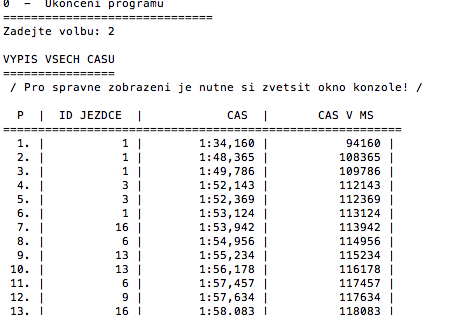 0  -  Ukonceni programu
=============================
Zadejte volbu: 2
VYPIS VSECH CASU
================
/ Pro spravne zobrazeni je nutne si zvetsit okno konzole! /
P  |  ID JEZDCE  |            CAS  |       CAS V MS
=========================================================
1. |           1 |        1:34,160 |           94160 |
2. |           1 |        1:48,365 |          108365 |
3. |           1 |        1:49,786 |          109786 |
4. |           3 |        1:52,143 |          112143 |
5. |           3 |        1:52,369 |          112369 |
6. |           1 |        1:53,124 |          113124 |
7. |          16 |        1:53,942 |          113942 |
8. |           6 |        1:54,956 |          114956 |
9. |          13 |        1:55,234 |          115234 |
10. |          13 |        1:56,178 |          116178 |
11. |           6 |        1:57,457 |          117457 |
12. |           9 |        1:57,634 |          117634 |
13. |          16 |        1:58.083 |          118083 |